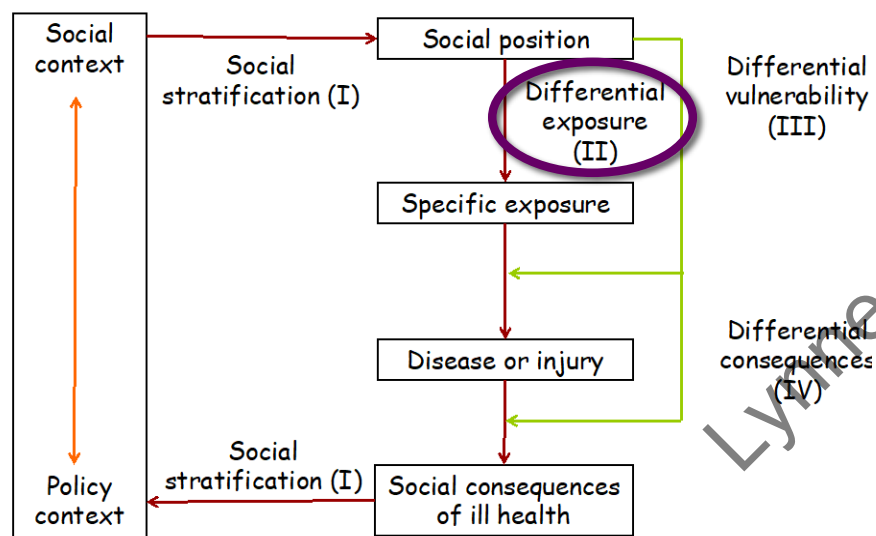 Social
context
Social
stratification (I)
Social position
Differential
exposure
(II)
Differential
vulnerability
(III)
Specific exposure
Disease or injury
Differential
consequences
(IV)
Lynne
Social
stratification (I)
Policy
context
Social consequences
of ill health